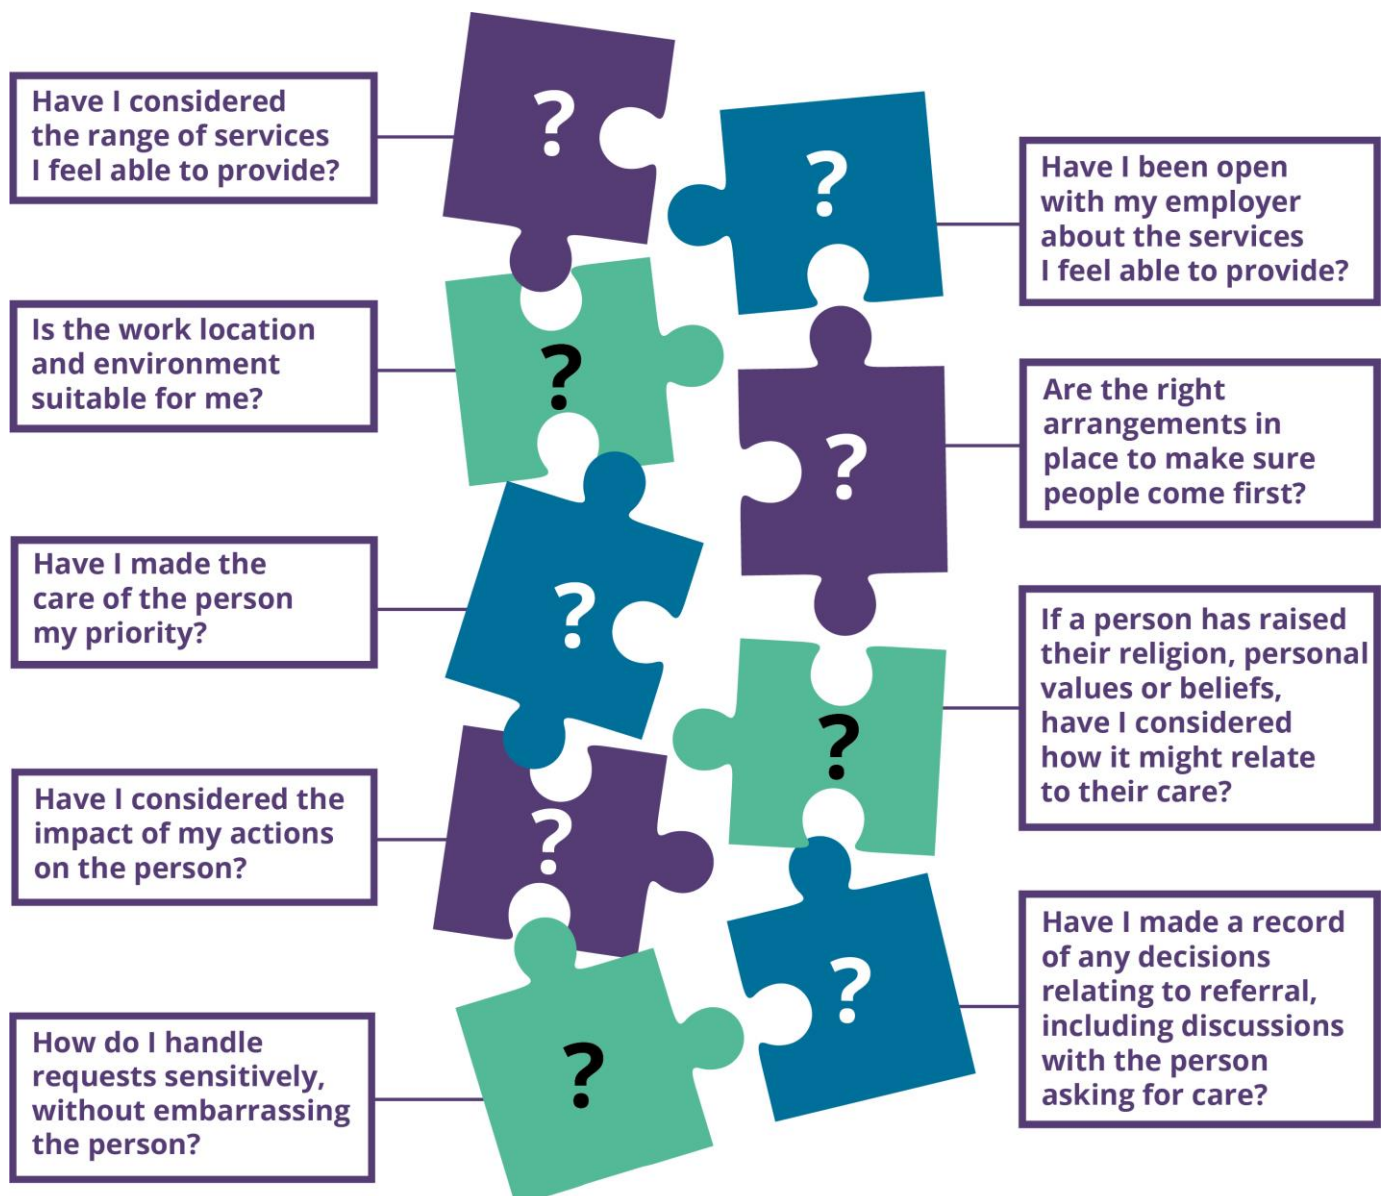 Have I considered
the range of services
I feel able to provide?
?
?
Have I been open
with my employer
about the services
I feel able to provide?
Is the work location
and environment
suitable for me?
?
?
Are the right
arrangements in
place to make sure
people come first?
Have I made the
care of the person
my priority?
?
?
If a person has raised
their religion, personal
values or beliefs,
have I considered
how it might relate
to their care?
Have I considered the
impact of my actions
on the person?
?
?
Have I made a record
of any decisions
relating to referral,
including discussions
with the person
asking for care?
How do I handle
requests sensitively,
without embarrassing
the person?
?